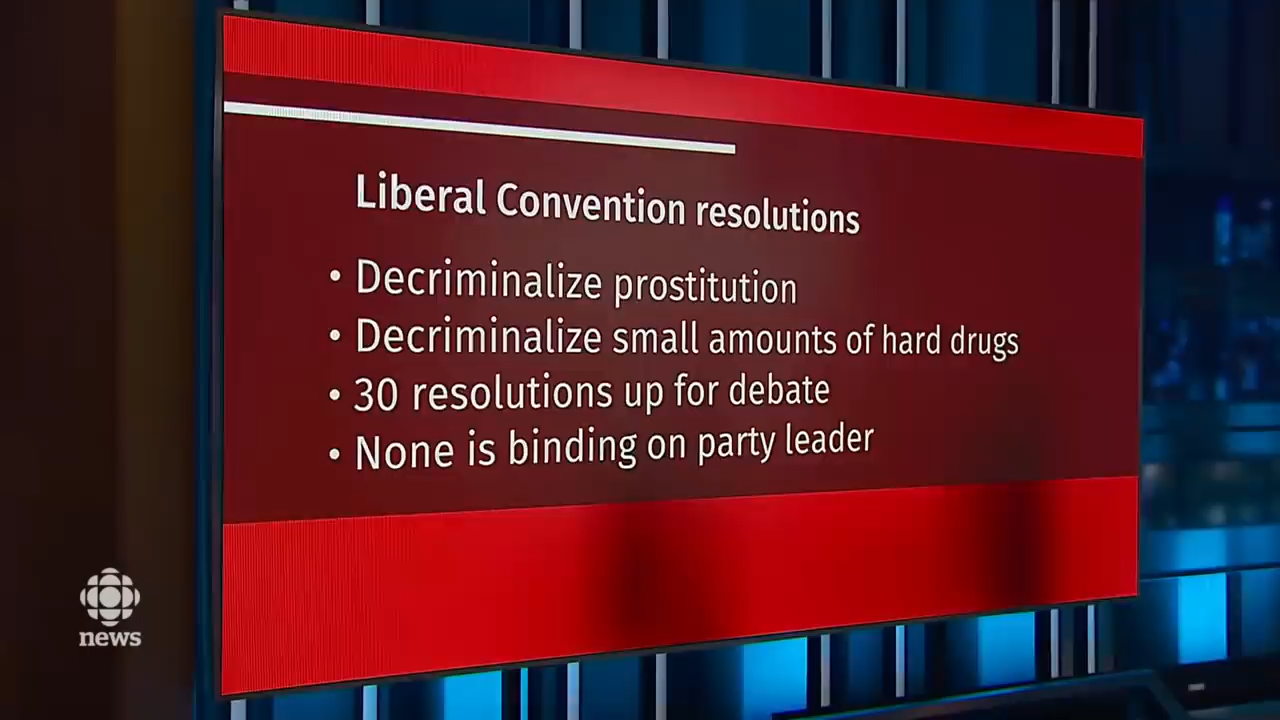 Liberal Convention resolutions
• Decriminalize prostitution
• Decriminalize small amounts of hard drugs
• 30 resolutions up for debate
• None is binding on party leader
news